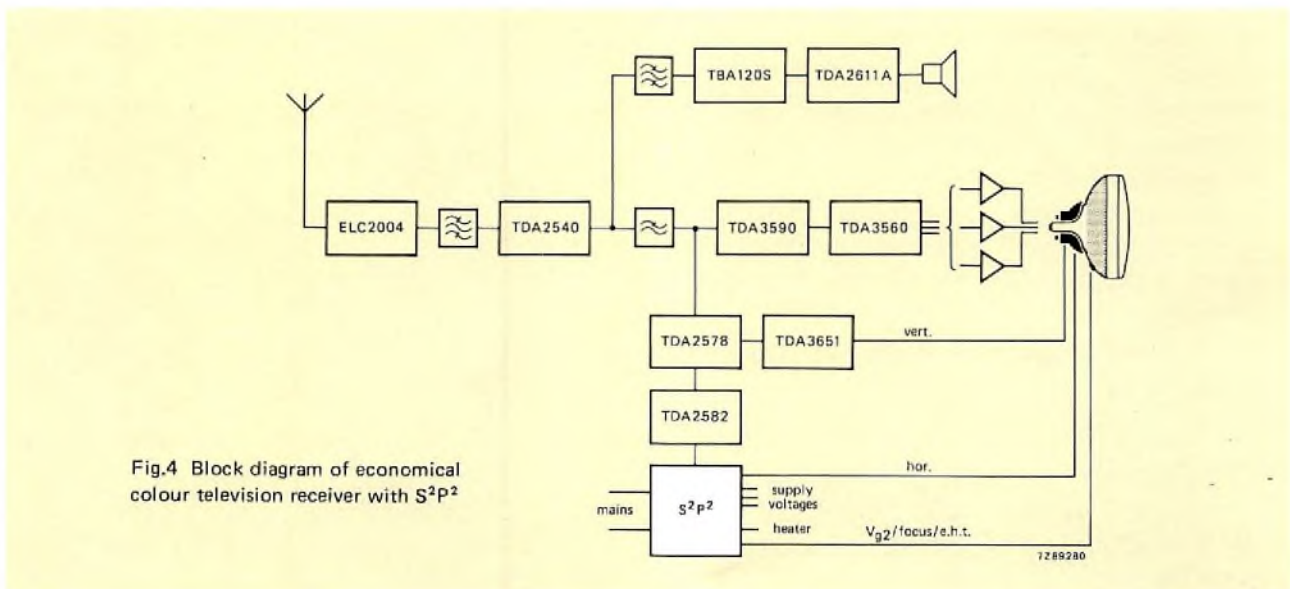 TBA120S
TDA2611A
ELC2004
TDA2540
TDA3590
TDA3560
TDA2578
TDA3651
vert.
TDA2582
Fig.4 Block diagram of economical
colour television receiver with S²P²
mains
S²P²
hor.
supply
voltages
heater
Vg2/focus/e.h.t.
7Z89280